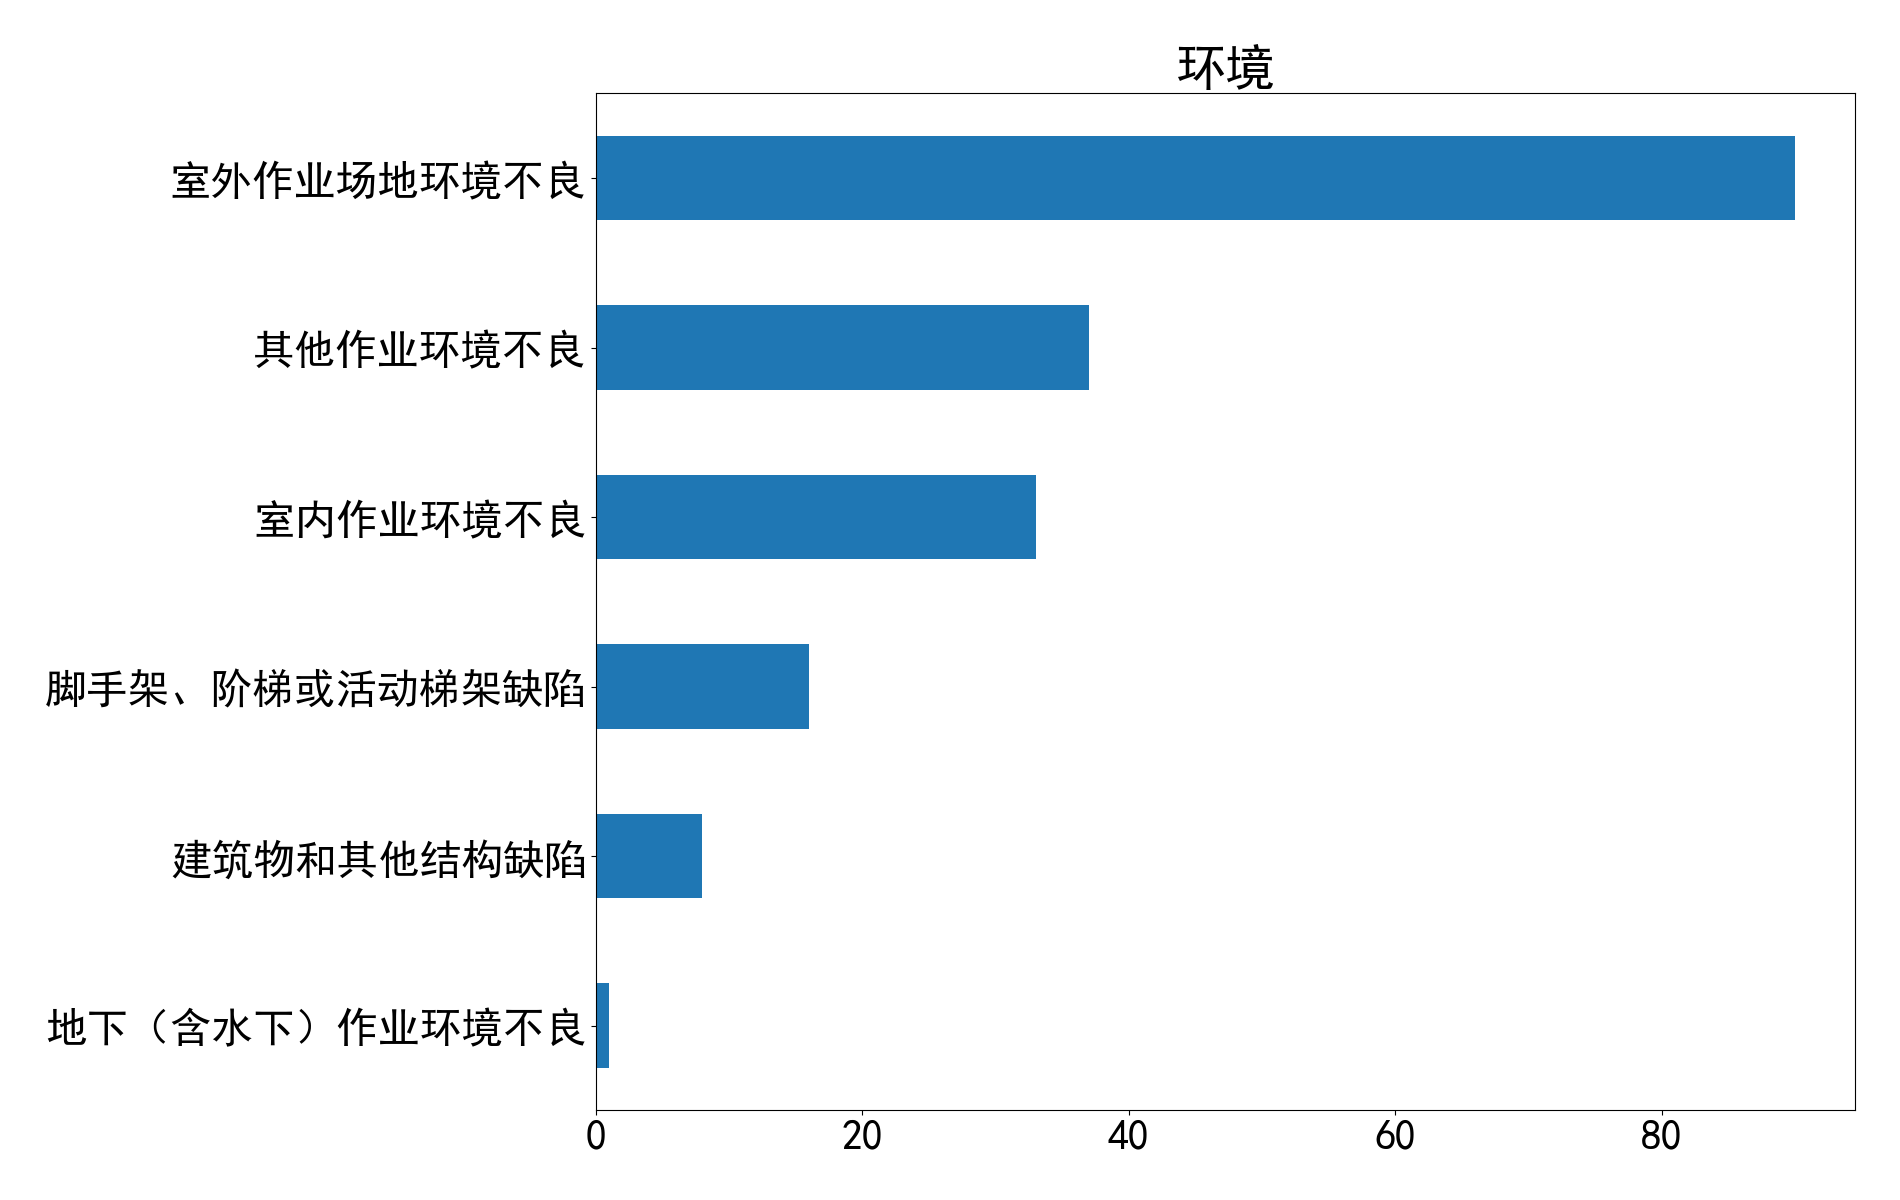 环境
室外作业场地环境不良
其他作业环境不良
室内作业环境不良
脚手架、阶梯或活动梯架缺陷
建筑物和其他结构缺陷
地下（含水下）作业环境不良
0 20 40 60 80